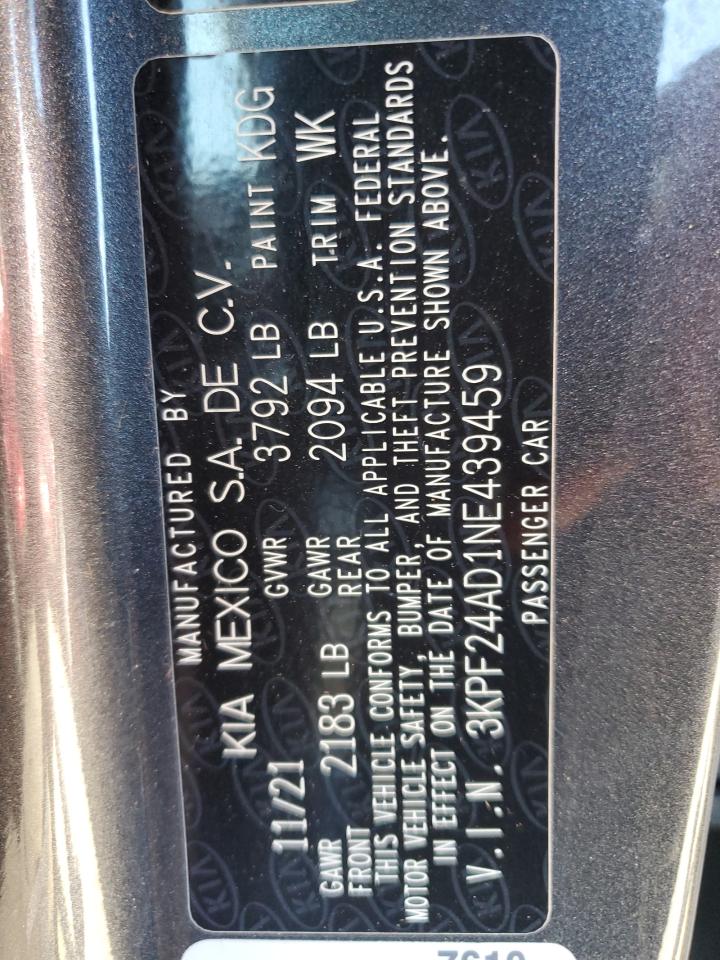 MANUFACTURED BY
KIA MEXICO S.A. DE C.V.
11/21 GVWR 3792 LB PAINT KDG
GAWR FRONT 2183 LB GAWR REAR 2094 LB TRIM WK
THIS VEHICLE CONFORMS TO ALL APPLICABLE U.S.A. FEDERAL
MOTOR VEHICLE SAFETY, BUMPER, AND THEFT PREVENTION STANDARDS
IN EFFECT ON THE DATE OF MANUFACTURE SHOWN ABOVE.
V.I.N. 3KPF24AD1NE439459
PASSENGER CAR